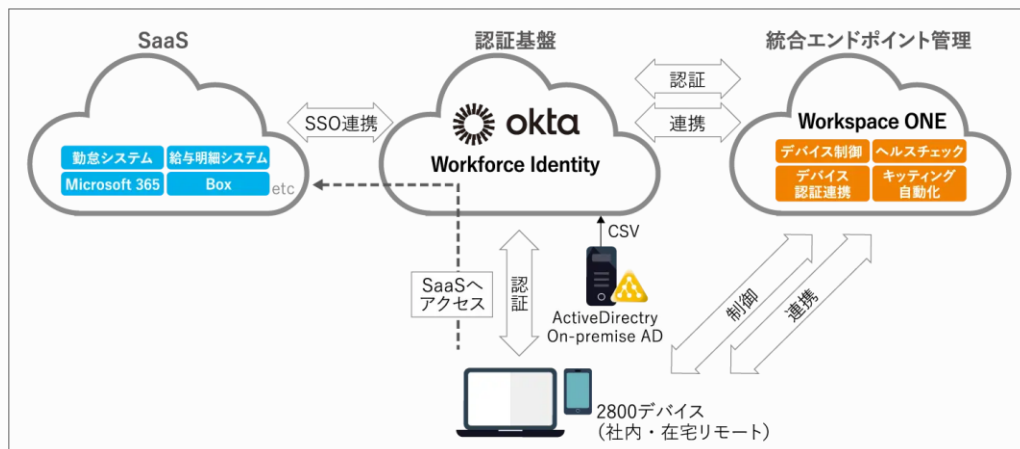 SaaS
認証基盤
統合エンドポイント管理
SSO連携
認証
連携
okta
Workforce Identity
Workspace ONE
勤怠システム
給与明細システム
Microsoft 365
Box
etc
デバイス制御
ヘルスチェック
デバイス
認証連携
キッティング
自動化
CSV
SaaSへ
アクセス
認証
ActiveDirectry
On-premise AD
制御
連携
2800デバイス
(社内・在宅リモート)